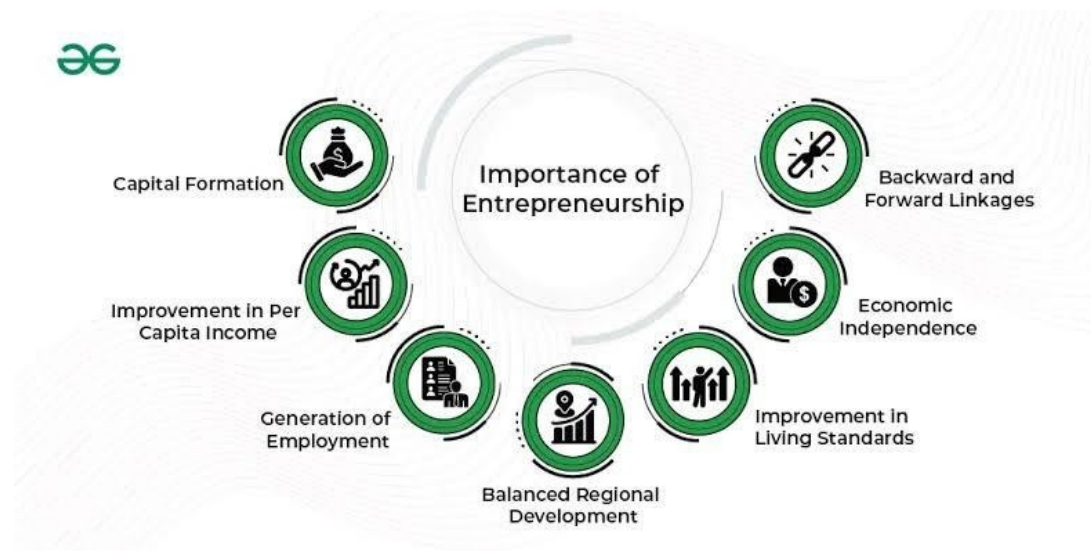 Importance of
Entrepreneurship
Capital Formation
Improvement in Per
Capita Income
Generation of
Employment
Balanced Regional
Development
Improvement in
Living Standards
Economic
Independence
Backward and
Forward Linkages